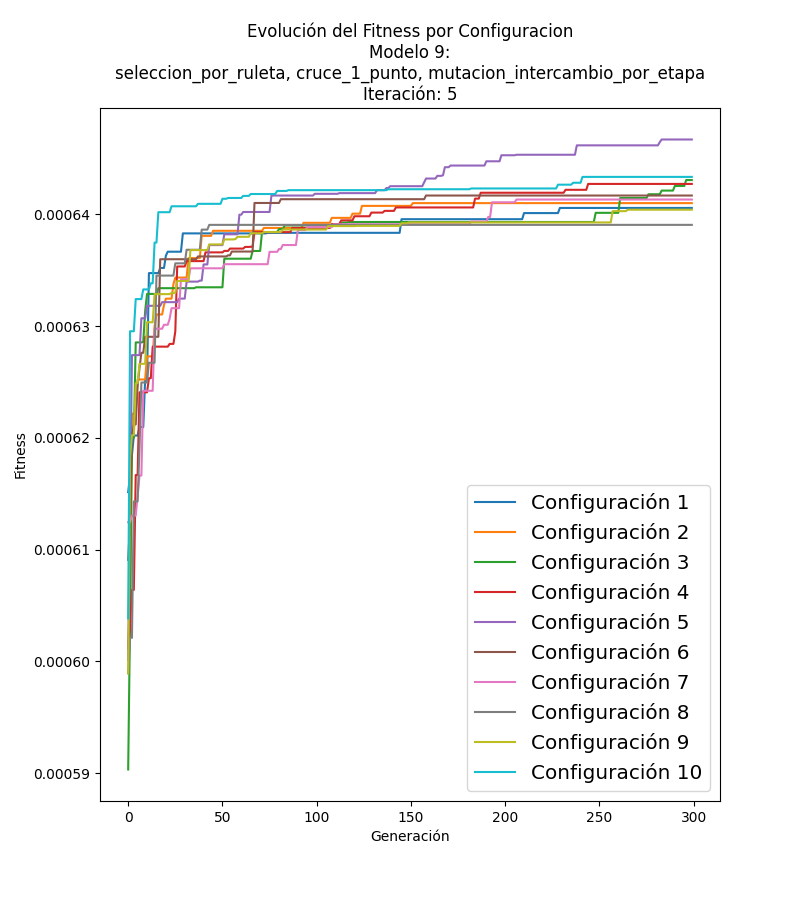 Evolución del Fitness por Configuracion
Modelo 9:
seleccion_por_ruleta, cruce_1_punto, mutacion_intercambio_por_etapa
Iteración: 5
Fitness
0.00064
0.00063
0.00062
0.00061
0.00060
0.00059
Configuración 1
Configuración 2
Configuración 3
Configuración 4
Configuración 5
Configuración 6
Configuración 7
Configuración 8
Configuración 9
Configuración 10
0 50 100 150 200 250 300
Generación